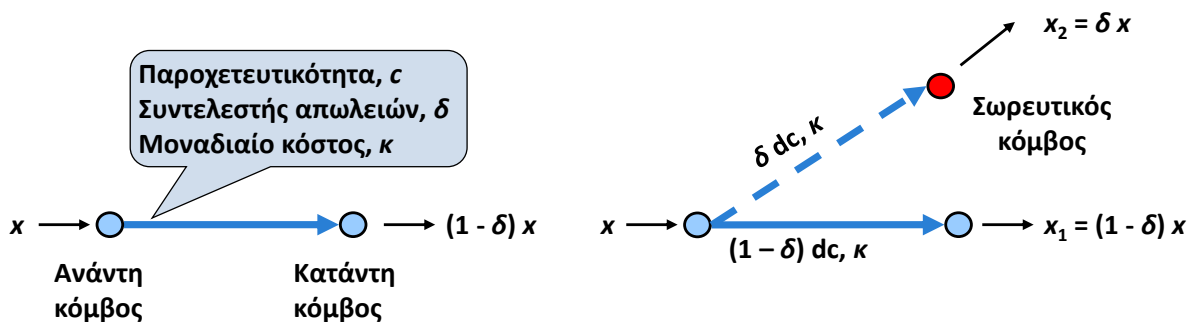 Παροχετευτικότητα, c
Συντελεστής απωλειών, δ
Μοναδιαίο κόστος, κ
x
(1 - δ) x
Ανάντη
κόμβος
Κατάντη
κόμβος
x₂ = δ x
Σωρευτικός
κόμβος
δ dc, κ
x
(1 – δ) dc, κ
x₁ = (1 - δ) x